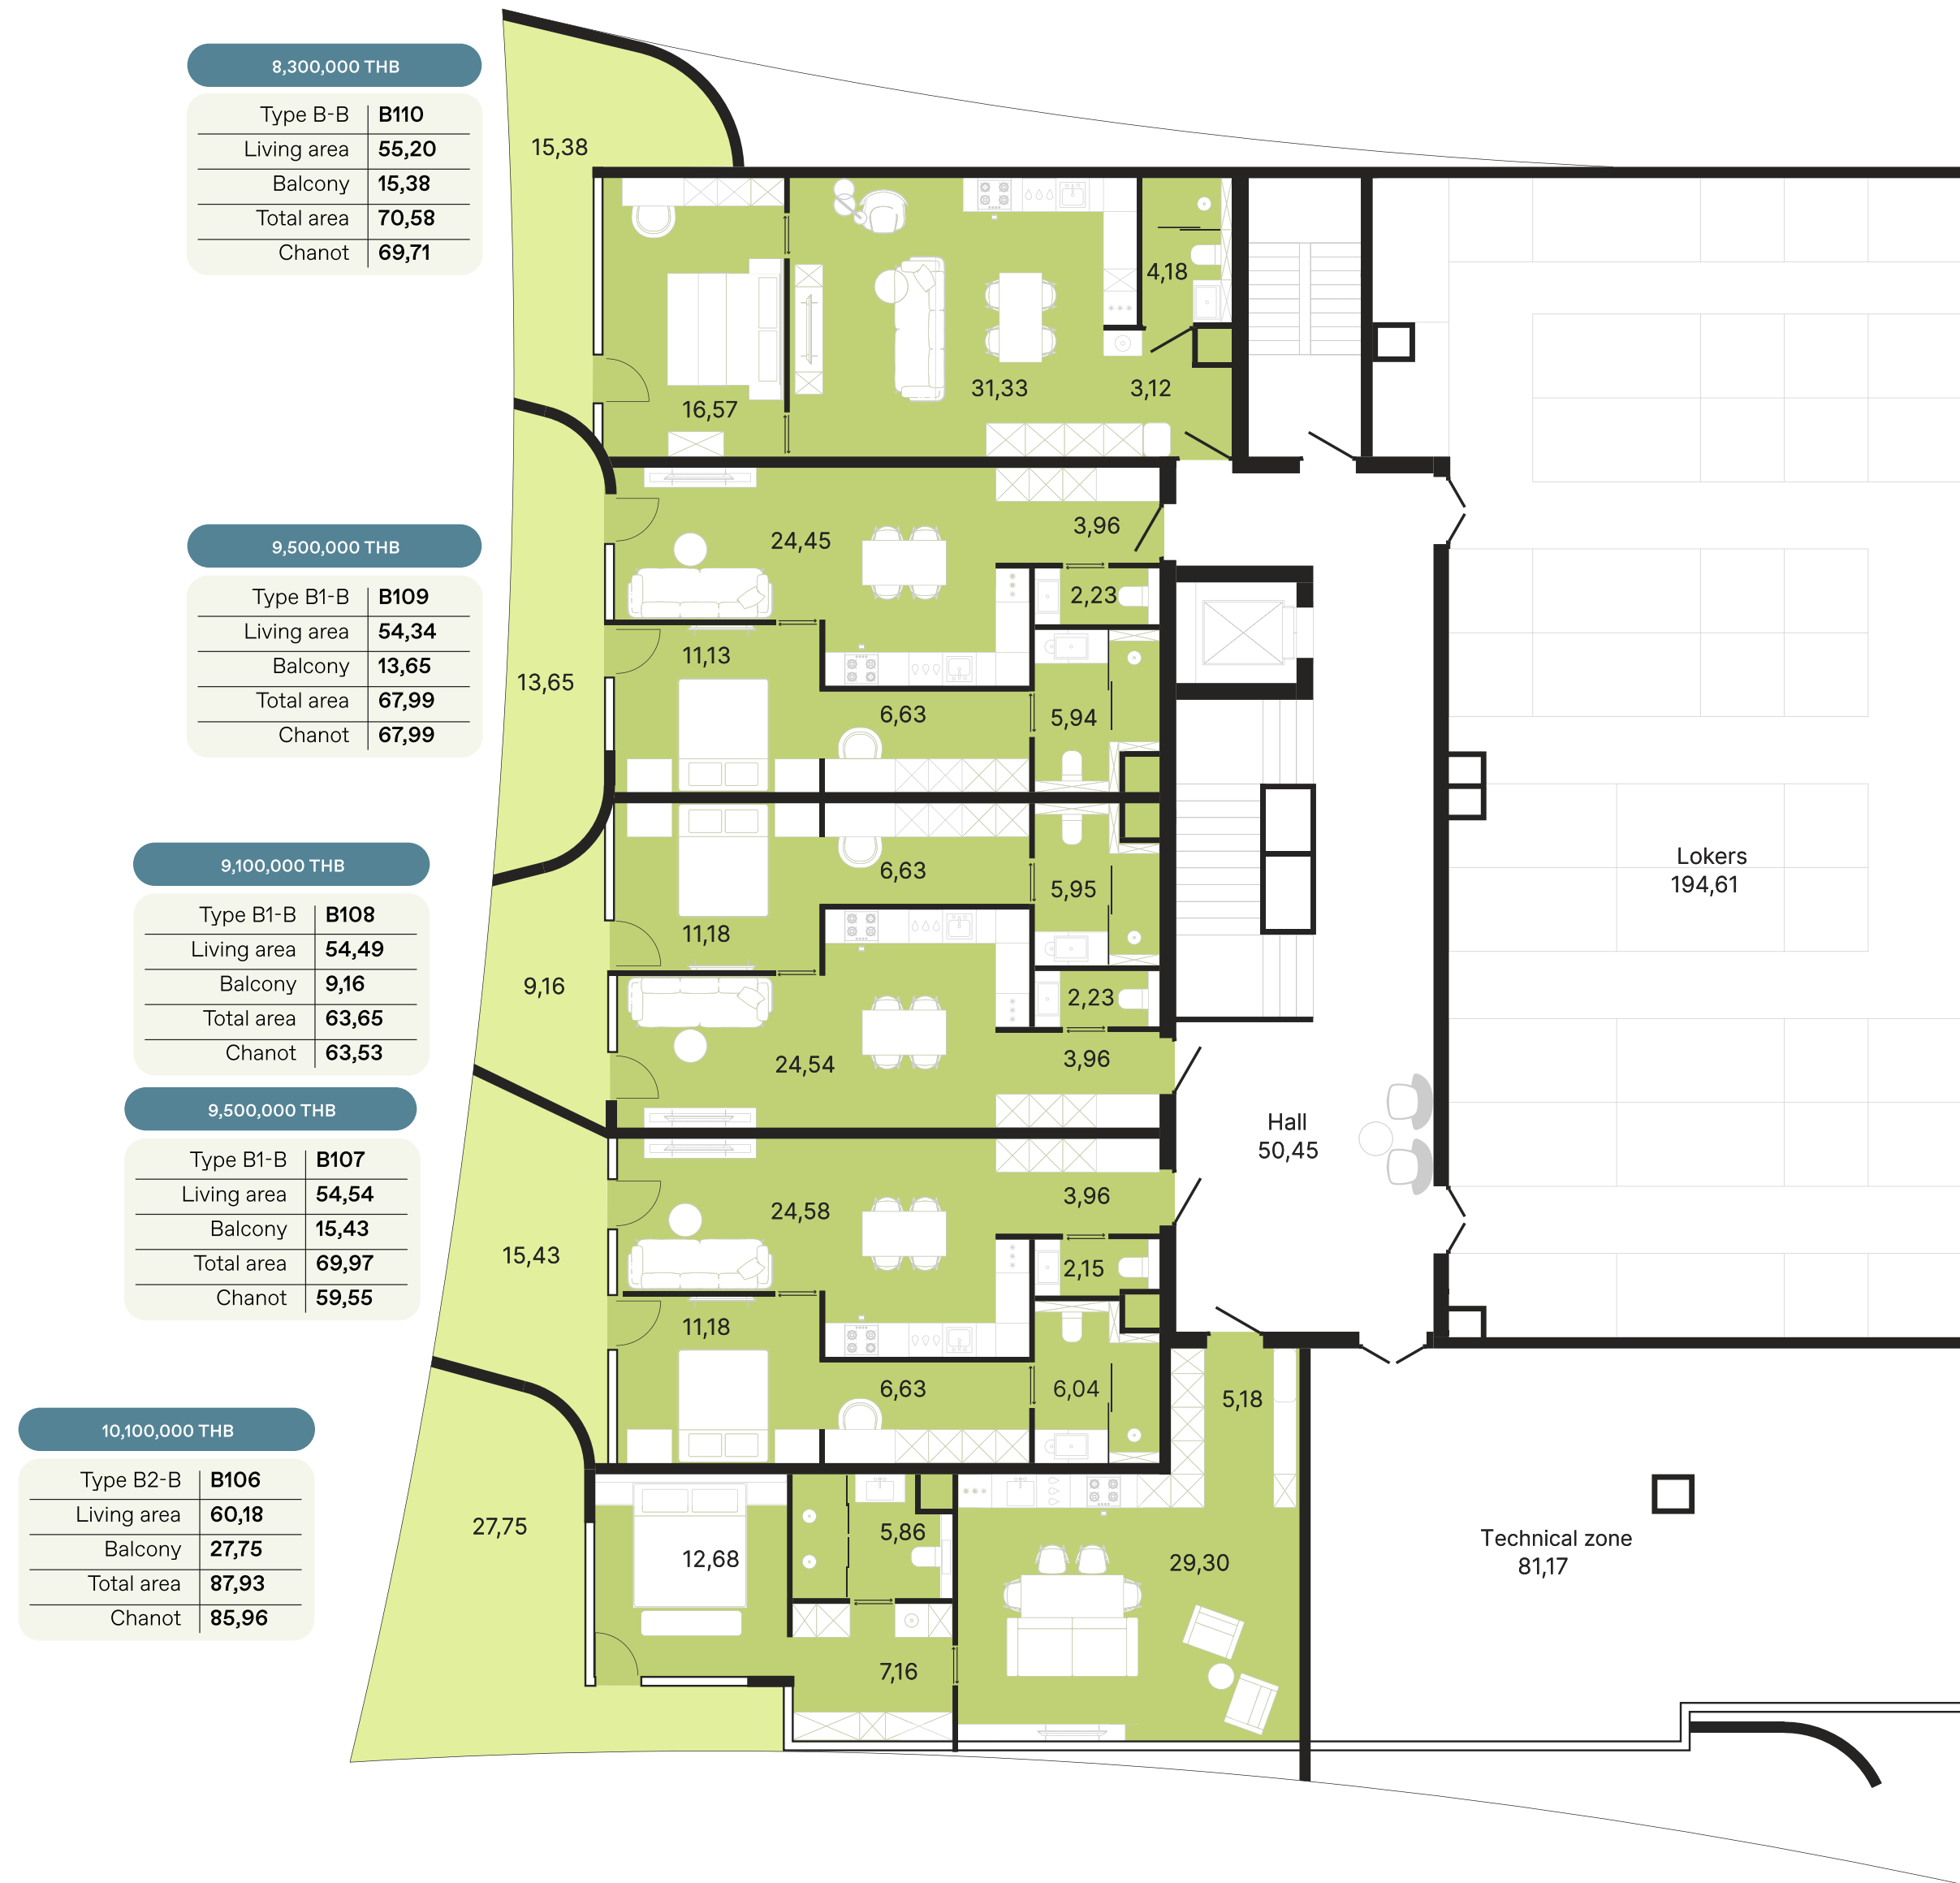 8,300,000 THB
Type B-B B110
Living area 55,20
Balcony 15,38
Total area 70,58
Chanot 69,71
9,500,000 THB
Type B1-B B109
Living area 54,34
Balcony 13,65
Total area 67,99
Chanot 67,99
9,100,000 THB
Type B1-B B108
Living area 54,49
Balcony 9,16
Total area 63,65
Chanot 63,53
9,500,000 THB
Type B1-B B107
Living area 54,54
Balcony 15,43
Total area 69,97
Chanot 59,55
10,100,000 THB
Type B2-B B106
Living area 60,18
Balcony 27,75
Total area 87,93
Chanot 85,96
15,38
4,18
31,33
3,12
16,57
3,96
24,45
2,23
11,13
13,65
6,63
5,94
6,63
5,95
11,18
9,16
2,23
3,96
24,54
3,96
24,58
15,43
2,15
11,18
6,63
6,04
5,18
27,75
5,86
12,68
29,30
7,16
Lokers
194,61
Hall
50,45
Technical zone
81,17